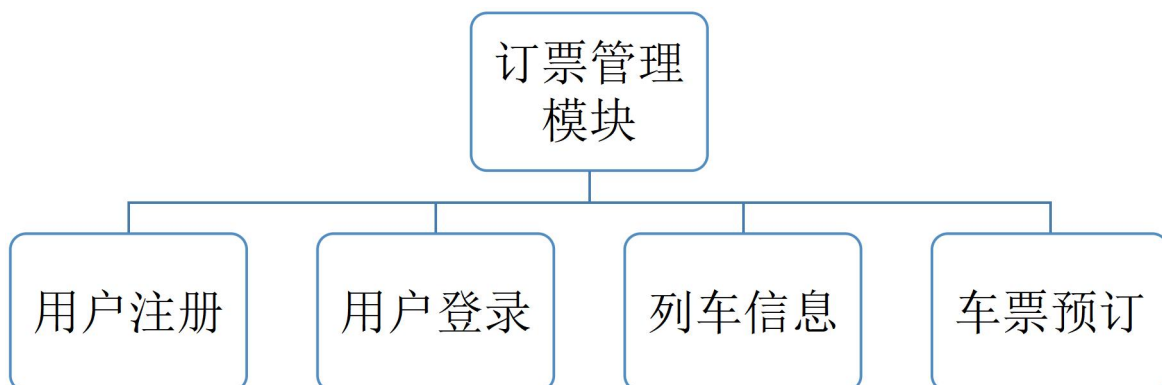 订票管理
模块
用户注册
用户登录
列车信息
车票预订